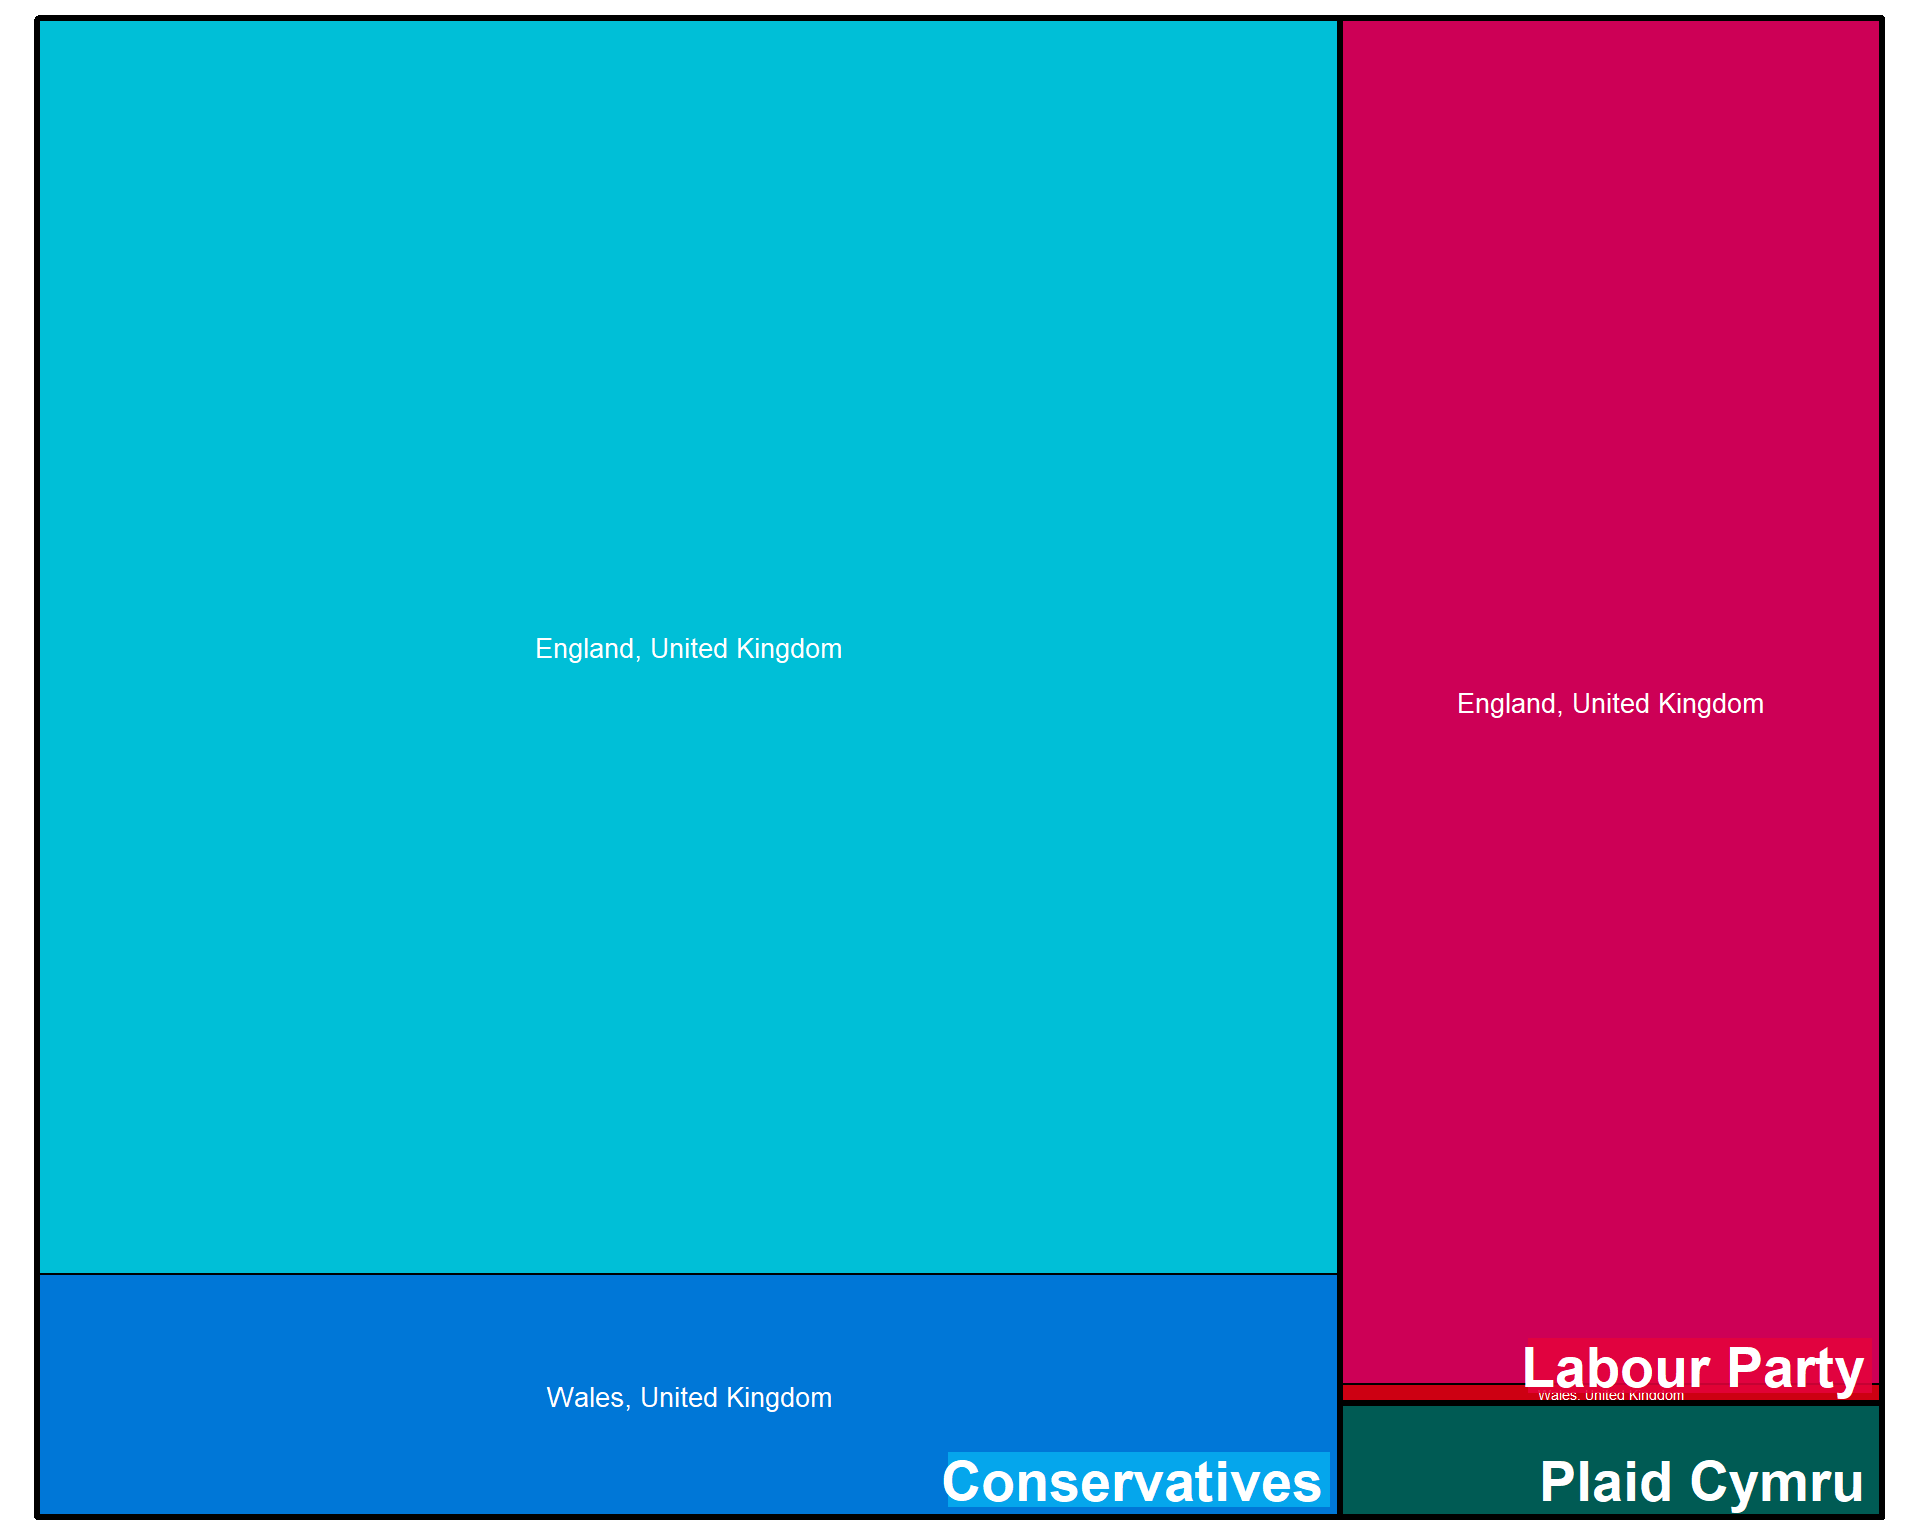 England, United Kingdom
England, United Kingdom
Labour Party
Wales, United Kingdom
Wales, United Kingdom
Conservatives
Plaid Cymru